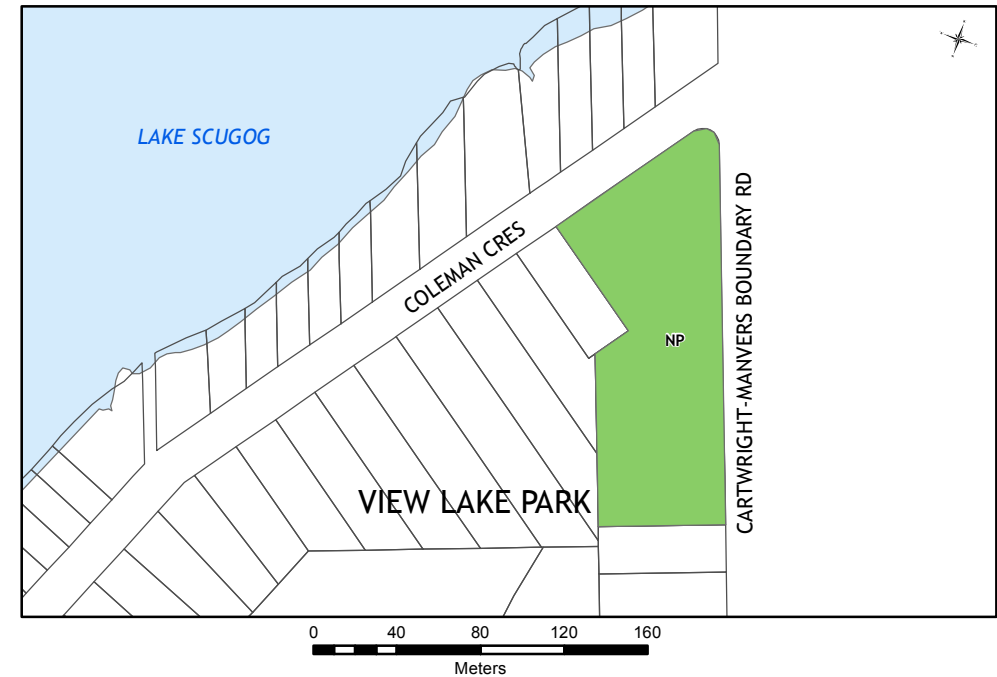 LAKE SCUGOG
COLEMAN CRES
CARTWRIGHT-MANVERS BOUNDARY RD
NP
VIEW LAKE PARK
0 40 80 120 160
Meters